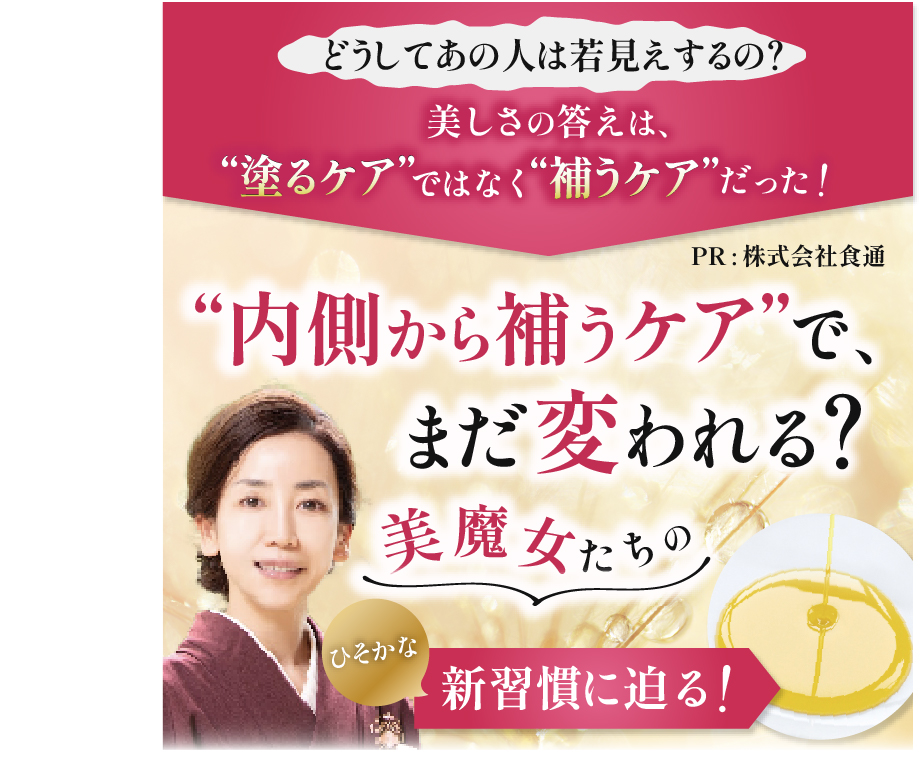 どうしてあの人は若見えするの?
美しさの答えは、
“塗るケア”ではなく“補うケア”だった！
PR : 株式会社食通
“内側から補うケア”で、
まだ変われる?
美魔女たちの
ひそかな
新習慣に迫る！